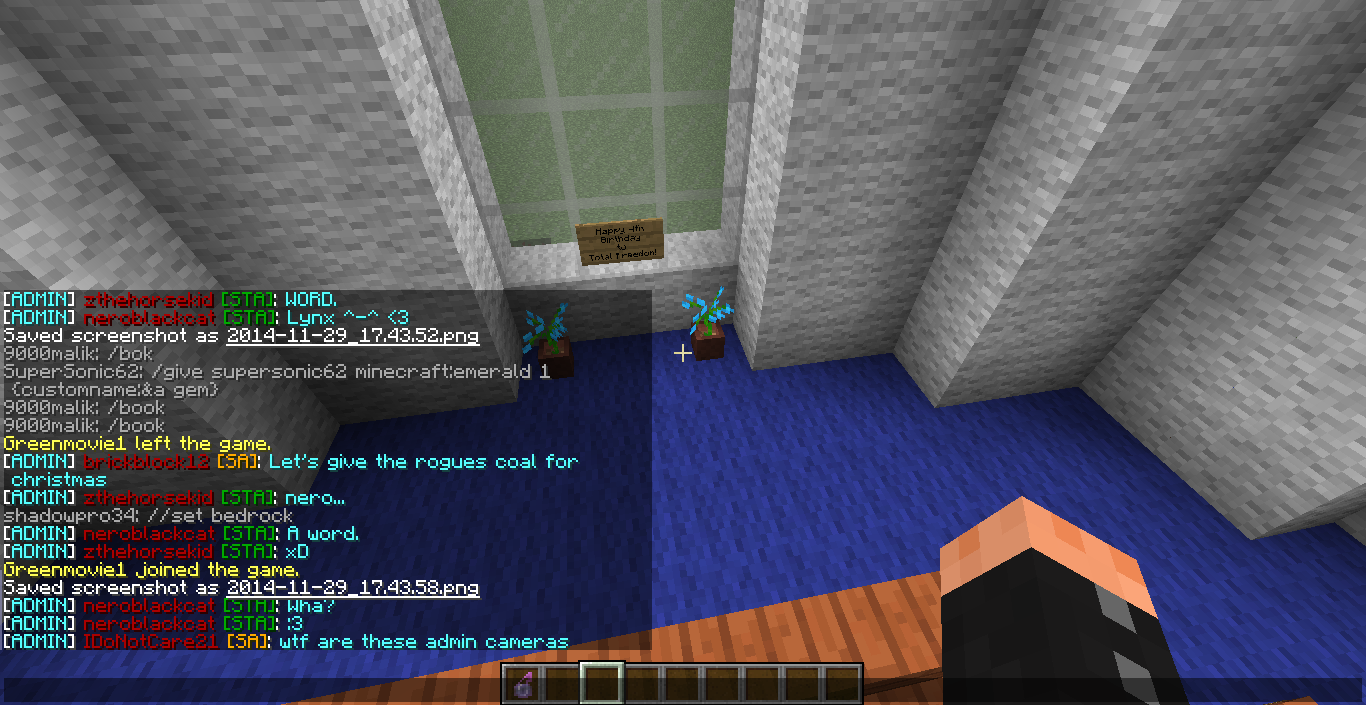 Happy 4th
Birthday
to
Total Freedom!
[ADMIN] zthehorsekid [STA]: WORD.
[ADMIN] neroblackcat [STA]: Lynx ^-^ <3
Saved screenshot as 2014-11-29_17.43.52.png
9000malik: /bok
SuperSonic62: /give supersonic62 minecraft:emerald 1
{customname:&a gem}
9000malik: /book
9000malik: /book
Greenmovie1 left the game.
[ADMIN] brickblock12 [SA]: Let's give the rogues coal for
christmas
[ADMIN] zthehorsekid [STA]: nero...
shadowpro34: //set bedrock
[ADMIN] neroblackcat [STA]: A word.
[ADMIN] zthehorsekid [STA]: xD
Greenmovie1 joined the game.
Saved screenshot as 2014-11-29_17.43.58.png
[ADMIN] neroblackcat [STA]: Wha?
[ADMIN] neroblackcat [STA]: :3
[ADMIN] IDoNotCare21 [SA]: wtf are these admin cameras